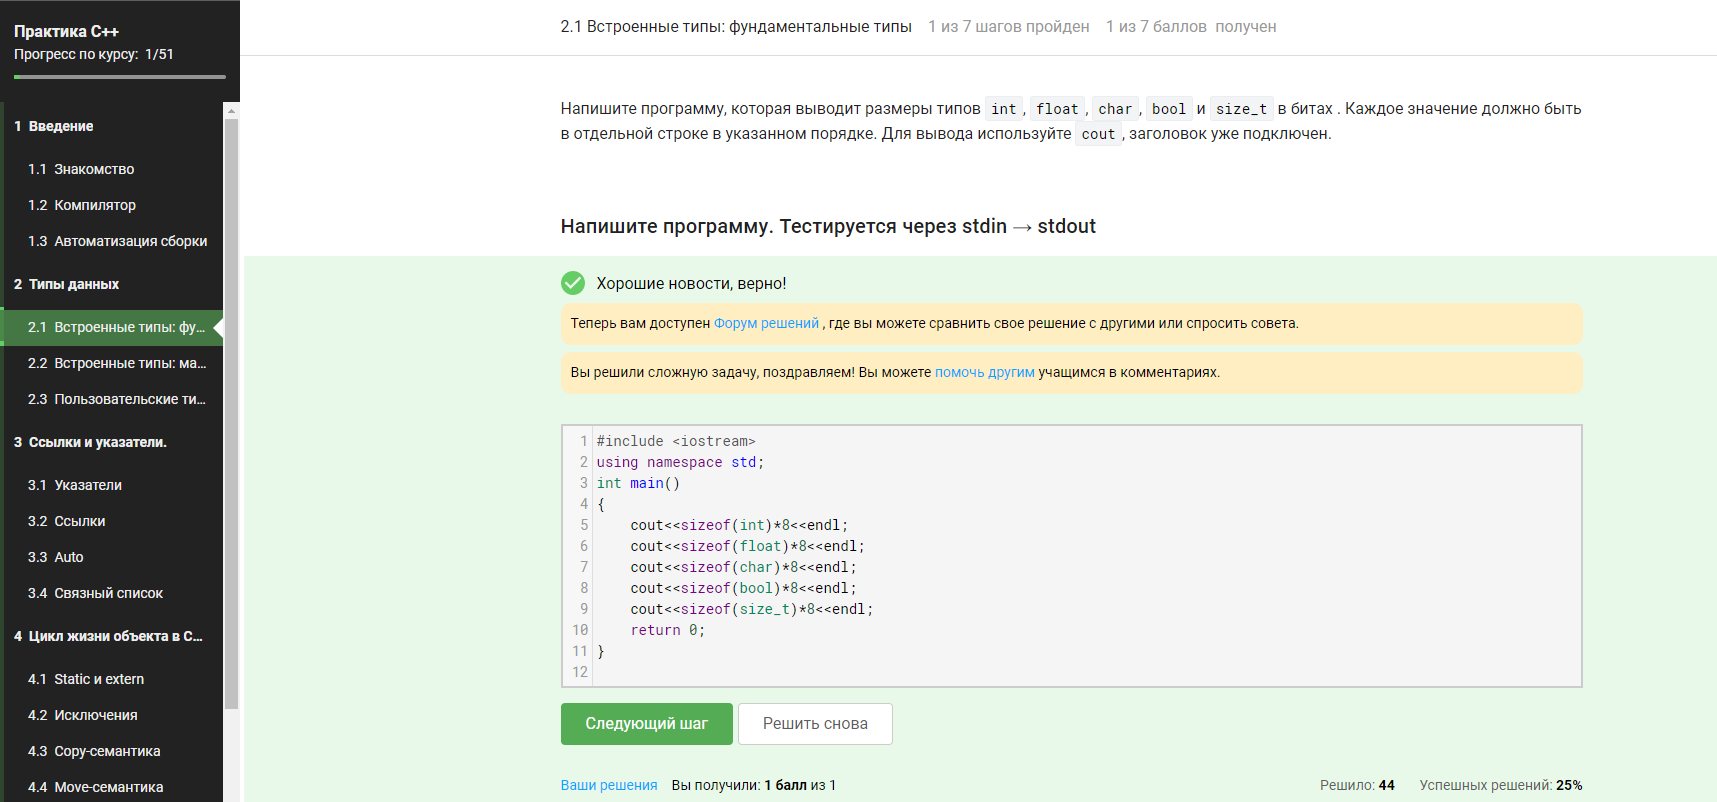 Практика C++
Прогресс по курсу: 1/51
1 Введение
1.1 Знакомство
1.2 Компилятор
1.3 Автоматизация сборки
2 Типы данных
2.1 Встроенные типы: фу...
2.2 Встроенные типы: ма...
2.3 Пользовательские ти...
3 Ссылки и указатели.
3.1 Указатели
3.2 Ссылки
3.3 Auto
3.4 Связный список
4 Цикл жизни объекта в С...
4.1 Static и extern
4.2 Исключения
4.3 Copy-семантика
4.4 Move-семантика
2.1 Встроенные типы: фундаментальные типы 1 из 7 шагов пройден 1 из 7 баллов получен
Напишите программу, которая выводит размеры типов int, float, char, bool и size_t в битах . Каждое значение должно быть
в отдельной строке в указанном порядке. Для вывода используйте cout, заголовок уже подключен.
Напишите программу. Тестируется через stdin → stdout
Хорошие новости, верно!
Теперь вам доступен Форум решений , где вы можете сравнить свое решение с другими или спросить совета.
Вы решили сложную задачу, поздравляем! Вы можете помочь другим учащимся в комментариях.
1 #include <iostream>
2 using namespace std;
3 int main()
4 {
5     cout<<sizeof(int)*8<<endl;
6     cout<<sizeof(float)*8<<endl;
7     cout<<sizeof(char)*8<<endl;
8     cout<<sizeof(bool)*8<<endl;
9     cout<<sizeof(size_t)*8<<endl;
10     return 0;
11 }
12
Следующий шаг Решить снова
Ваши решения Вы получили: 1 балл из 1 Решило: 44 Успешных решений: 25%